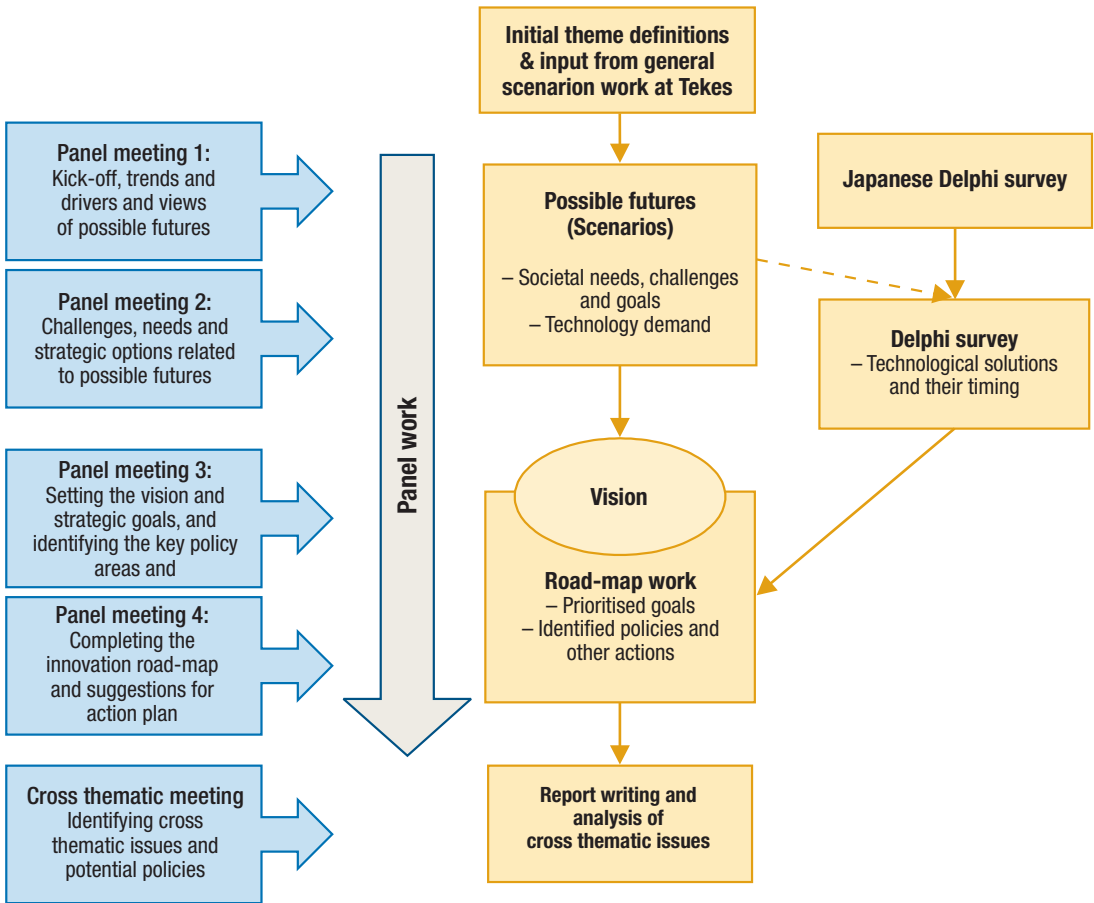 Initial theme definitions
& input from general
scenarion work at Tekes
Panel meeting 1:
Kick-off, trends and
drivers and views
of possible futures
Panel meeting 2:
Challenges, needs and
strategic options related
to possible futures
Panel meeting 3:
Setting the vision and
strategic goals, and
identifying the key policy
areas and
Panel meeting 4:
Completing the
innovation road-map
and suggestions for
action plan
Cross thematic meeting
Identifying cross
thematic issues and
potential policies
Panel work
Possible futures
(Scenarios)
– Societal needs, challenges
and goals
– Technology demand
Japanese Delphi survey
Delphi survey
– Technological solutions
and their timing
Vision
Road-map work
– Prioritised goals
– Identified policies and
other actions
Report writing and
analysis of
cross thematic issues